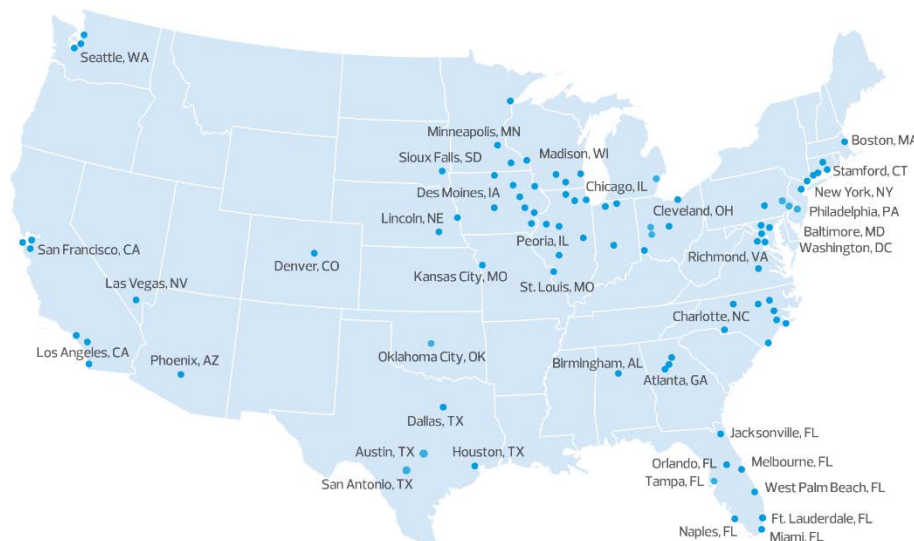 Seattle, WA
Minneapolis, MN
Boston, MA
Sioux Falls, SD
Madison, WI
Stamford, CT
Des Moines, IA
Chicago, IL
New York, NY
Lincoln, NE
Cleveland, OH
Philadelphia, PA
Baltimore, MD
San Francisco, CA
Peoria, IL
Washington, DC
Denver, CO
Richmond, VA
Kansas City, MO
Las Vegas, NV
St. Louis, MO
Charlotte, NC
Los Angeles, CA
Phoenix, AZ
Oklahoma City, OK
Birmingham, AL
Atlanta, GA
Dallas, TX
Jacksonville, FL
Austin, TX
Houston, TX
Orlando, FL
Melbourne, FL
San Antonio, TX
Tampa, FL
West Palm Beach, FL
Ft. Lauderdale, FL
Naples, FL
Miami, FL